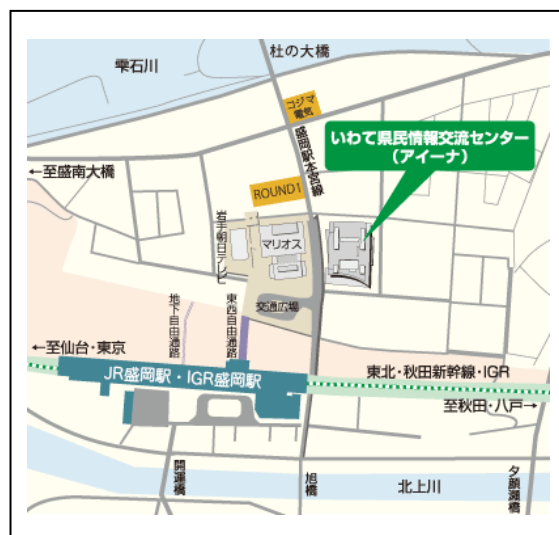 杜の大橋
雫石川
コジマ
電気
盛岡駅本宮線
いわて県民情報交流センター
(アイーナ)
←至盛南大橋
ROUND1
岩手朝日テレビ
マリオス
交通広場
地下自由通路
東西自由通路
←至仙台・東京
JR盛岡駅・IGR盛岡駅
東北・秋田新幹線・IGR
至秋田・八戸→
開運橋
旭橋
北上川
夕顔瀬橋